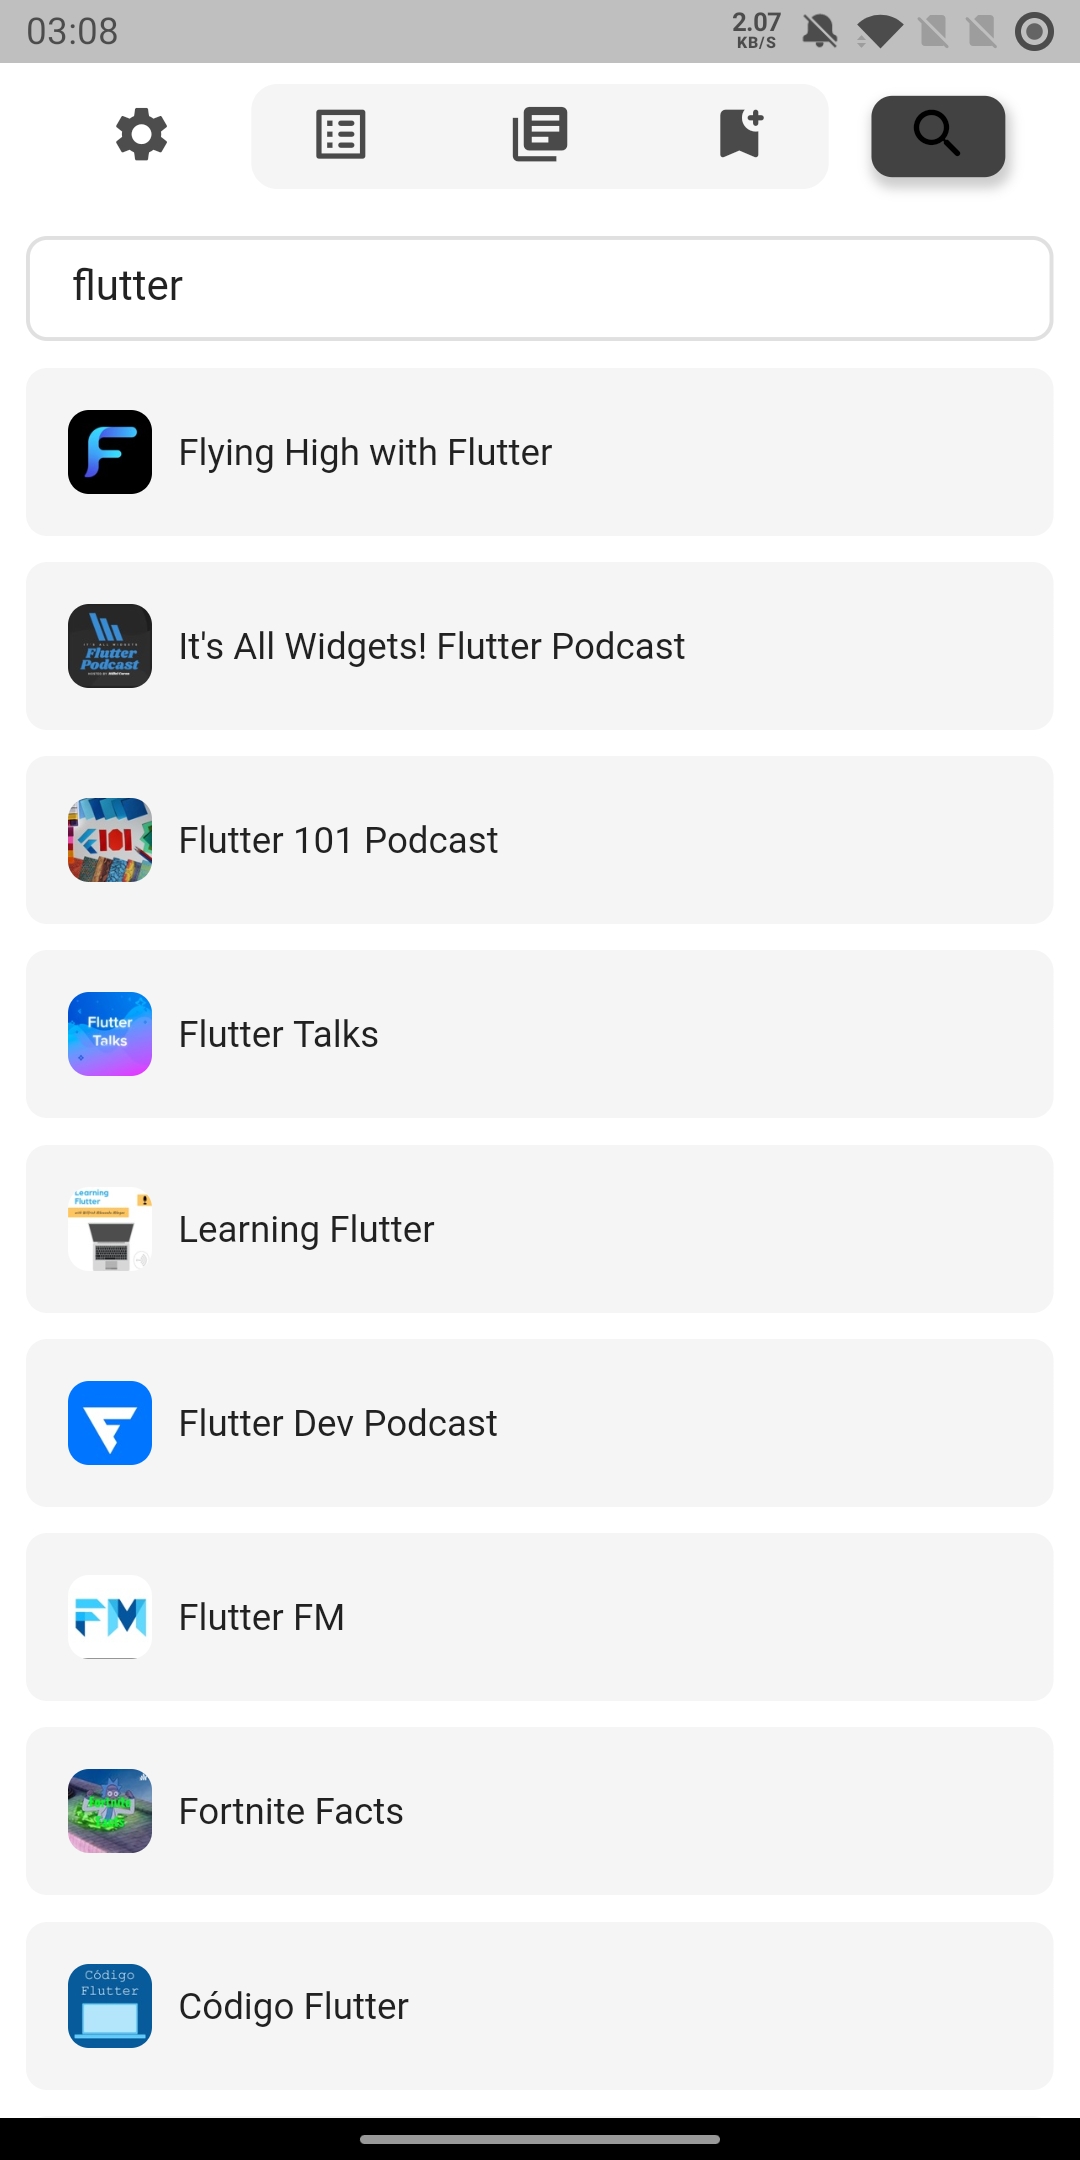 03:08
2.07
KB/S
flutter
Flying High with Flutter
Flutter
Podcast
It's All Widgets! Flutter Podcast
101
Flutter 101 Podcast
Flutter
Talks
Flutter Talks
Learning
Flutter
Learning Flutter
Flutter Dev Podcast
FM
Flutter FM
Fortnite Facts
Código
Flutter
Código Flutter